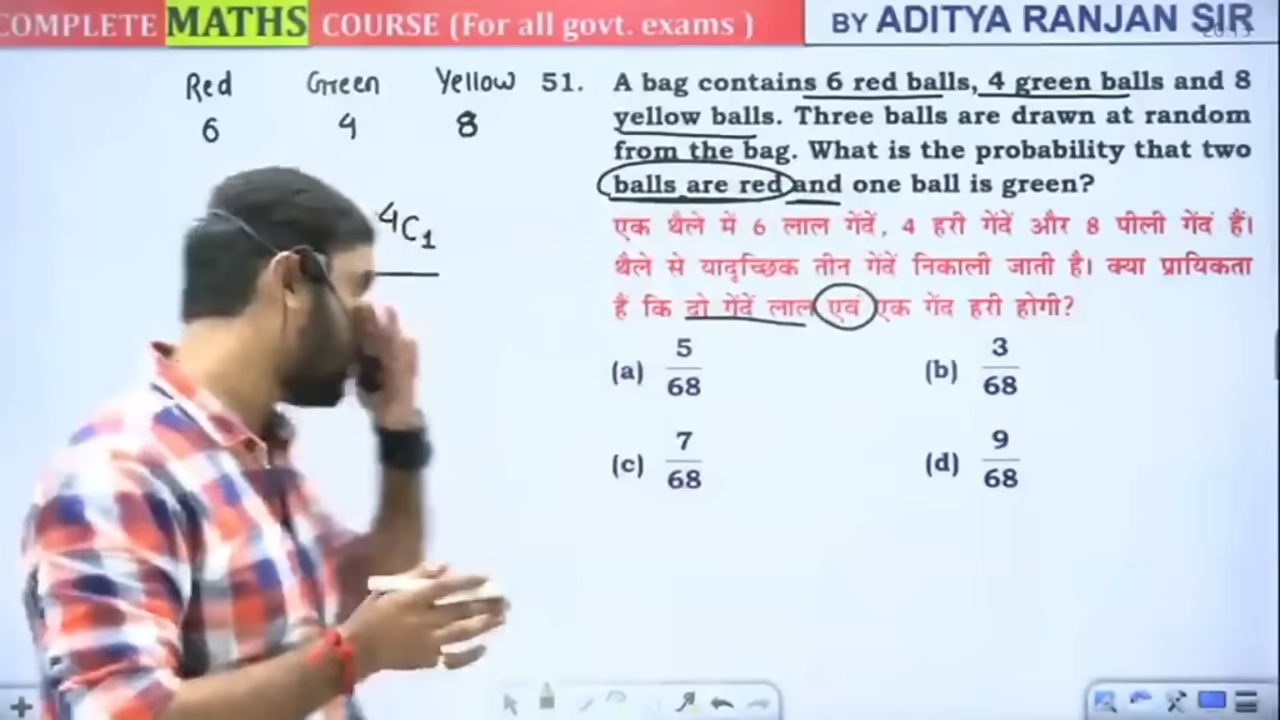 COMPLETE MATHS COURSE (For all govt. exams )
BY ADITYA RANJAN SIR
Red Green Yellow
6 4 8
4C1
51. A bag contains 6 red balls, 4 green balls and 8
yellow balls. Three balls are drawn at random
from the bag. What is the probability that two
balls are red and one ball is green?
एक थैले में 6 लाल गेंदें, 4 हरी गेंदें और 8 पीली गेंदें हैं।
थैले से यादृच्छिक तीन गेंदें निकाली जाती है। क्या प्रायिकता
हैं कि दो गेंदें लाल एवं एक गेंद हरी होगी?
(a) 5/68 (b) 3/68
(c) 7/68 (d) 9/68